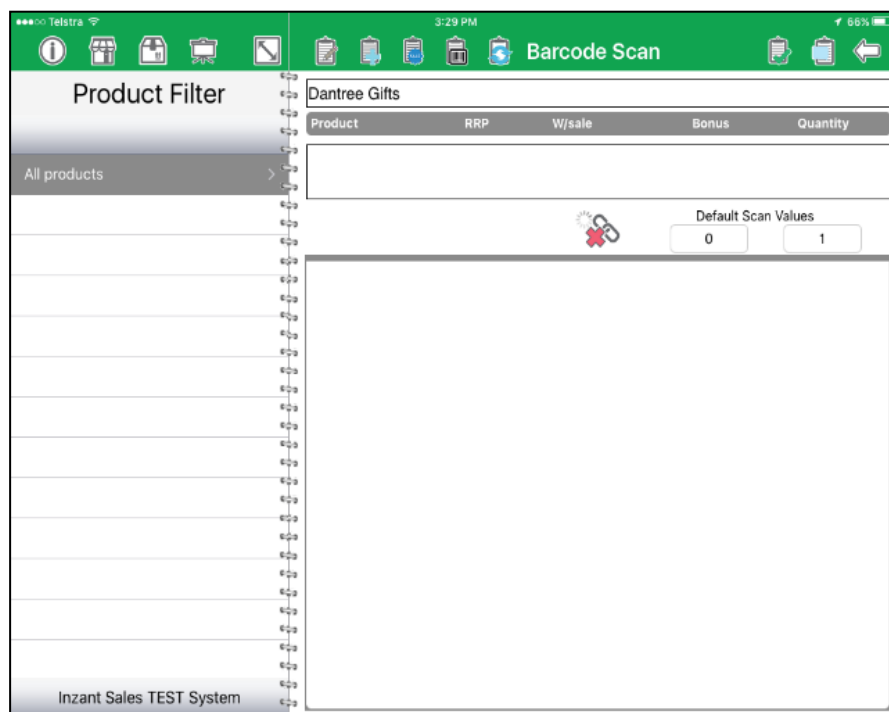 Telstra 3:29 PM 66%
Barcode Scan
Product Filter
Dantree Gifts
Product RRP W/sale Bonus Quantity
All products
Default Scan Values
0 1
Inzant Sales TEST System